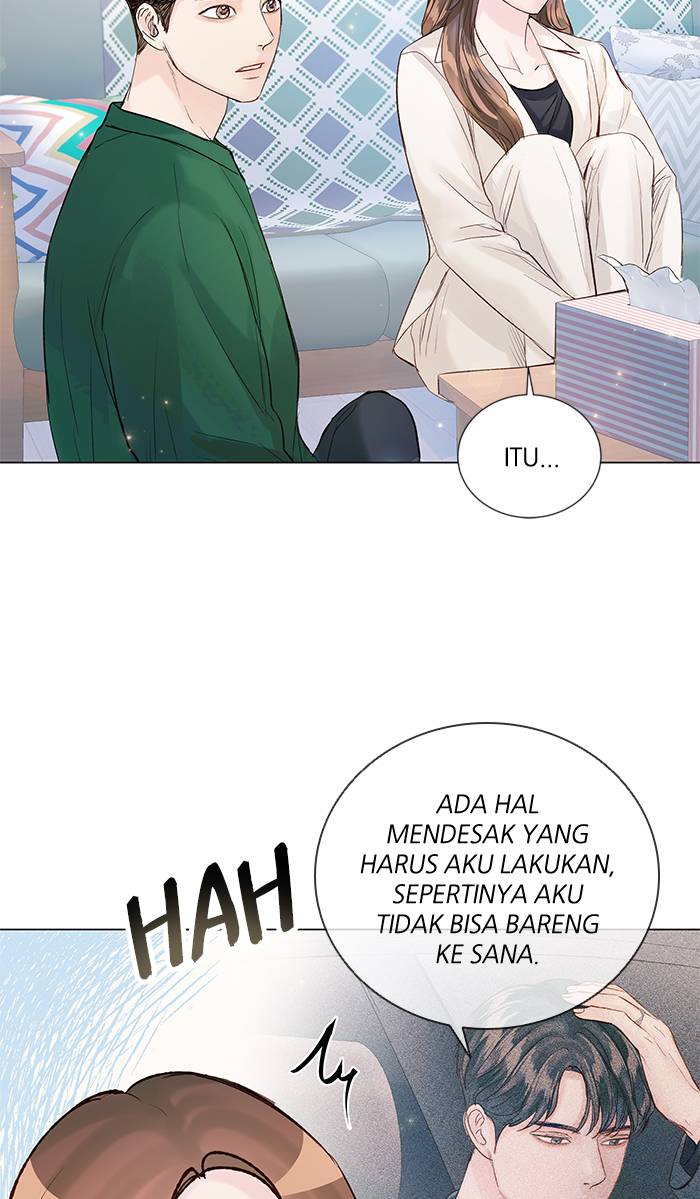 ITU...
HAH
ADA HAL
MENDESAK YANG
HARUS AKU LAKUKAN,
SEPERTINYA AKU
TIDAK BISA BARENG
KE SANA.